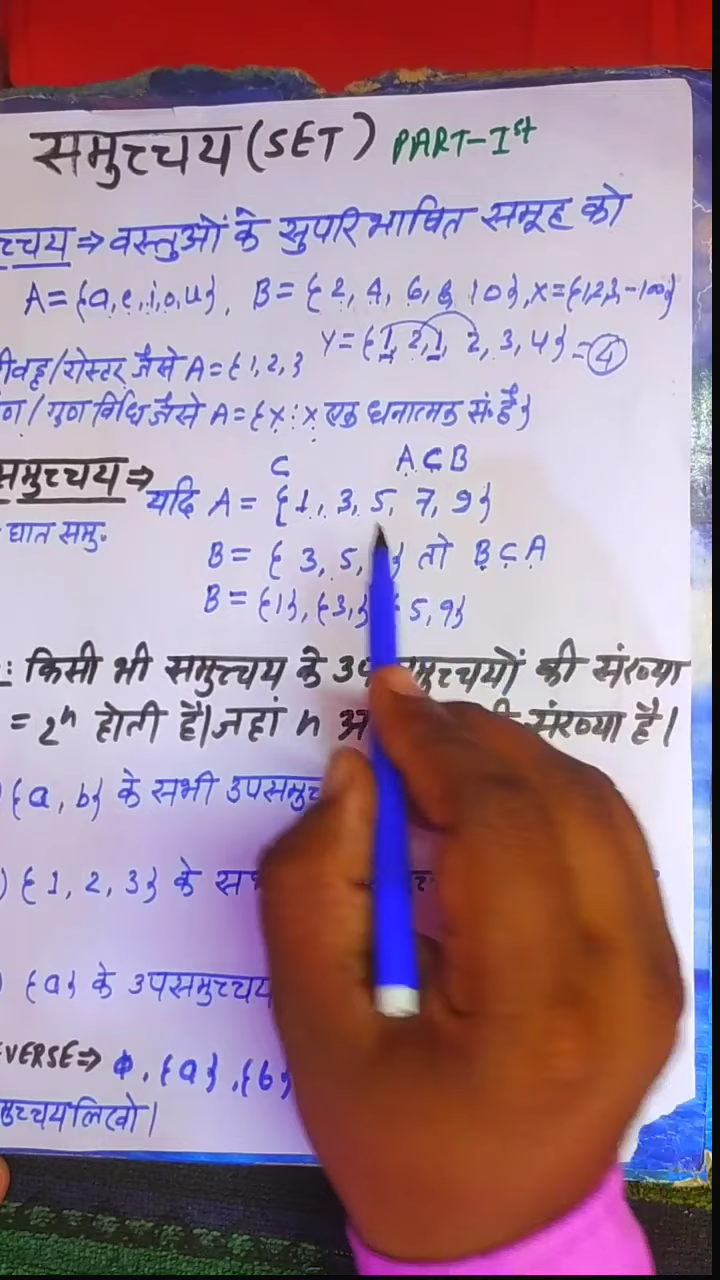 समुच्चय (SET) PART-Ist
च्चय ⇒ वस्तुओं के सुपरिभाषित समूह को
A = {a, e, i, o, u}, B = {2, 4, 6, 8, 10}, X = {1,2,3-100}
Y = {1, 2, 1, 2, 3, 4} = 4
/रोस्टर जैसे A = {1, 2, 3
/गुण विधि जैसे A = {x : x एक धनात्मक सं. है}
⊂ A ⊂ B
समुच्चय ⇒ यदि A = {1, 3, 5, 7, 9}
घात समु.
B = { 3, 5, } तो B ⊂ A
B = {1}, {3,} 5, 9}
: किसी भी समुच्चय के उपसमुच्चयों की संख्या
= 2ⁿ होती है। जहां n संख्या है।
{a, b} के सभी
) {1, 2, 3} के
{a} के उपसमुच्चय
EVERSE ⇒ ϕ, {a}, {b}
मुच्चय लिखो।